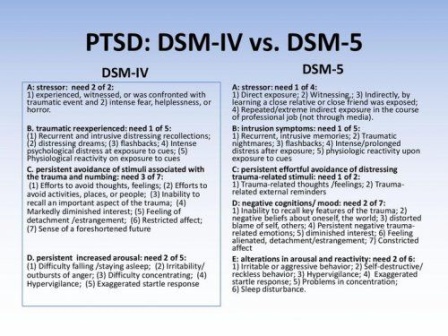 PTSD: DSM-IV vs. DSM-5
DSM-IV
A: stressor: need 2 of 2:
1) experienced, witnessed, or was confronted with
traumatic event and 2) intense fear, helplessness, or
horror.
B. traumatic reexperienced: need 1 of 5:
(1) Recurrent and intrusive distressing recollections;
(2) distressing dreams; (3) flashbacks; 4) Intense
psychological distress at exposure to cues; (5)
Physiological reactivity on exposure to cues
C. persistent avoidance of stimuli associated with
the trauma and numbing: need 3 of 7:
(1) Efforts to avoid thoughts, feelings; (2) Efforts to
avoid activities, places, or people; (3) Inability to
recall an important aspect of the trauma; (4)
Markedly diminished interest; (5) Feeling of
detachment /estrangement; (6) Restricted affect;
(7) Sense of a foreshortened future
D. persistent increased arousal: need 2 of 5:
(1) Difficulty falling /staying asleep; (2) Irritability/
outbursts of anger; (3) Difficulty concentrating; (4)
Hypervigilance; (5) Exaggerated startle response
DSM-5
A: stressor: need 1 of 4:
1) Direct exposure; 2) Witnessing,; 3) Indirectly, by
learning a close relative or close friend was exposed;
4) Repeated/extreme indirect exposure in the course
of professional job (not through media).
B: intrusion symptoms: need 1 of 5:
1) Recurrent, intrusive memories; 2) Traumatic
nightmares; 3) flashbacks; 4) Intense/prolonged
distress after exposure; 5) physiologic reactivity upon
exposure to cues
C: persistent effortful avoidance of distressing
trauma-related stimuli: need 1 of 2:
1) Trauma-related thoughts /feelings; 2) Trauma-
related external reminders
D: negative cognitions/ mood: need 2 of 7:
1) Inability to recall key features of the trauma; 2)
negative beliefs about oneself, the world; 3) distorted
blame of self, others; 4) Persistent negative trauma-
related emotions; 5) diminished interest; 6) Feeling
alienated, detachment/estrangement; 7) Constricted
affect
E: alterations in arousal and reactivity: need 2 of 6:
1) Irritable or aggressive behavior; 2) Self-destructive/
reckless behavior; 3) Hypervigilance; 4) Exaggerated
startle response; 5) Problems in concentration;
6) Sleep disturbance.